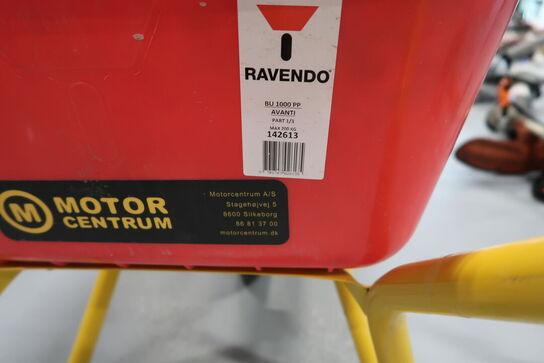 RAVENDO®
BU 1000 PP
AVANTI
PART 1/3
MAX 200 KG
142613
M
MOTOR
CENTRUM
Motorcentrum A/S
Stagehøjvej 5
8600 Silkeborg
86 81 37 00
motorcentrum.dk